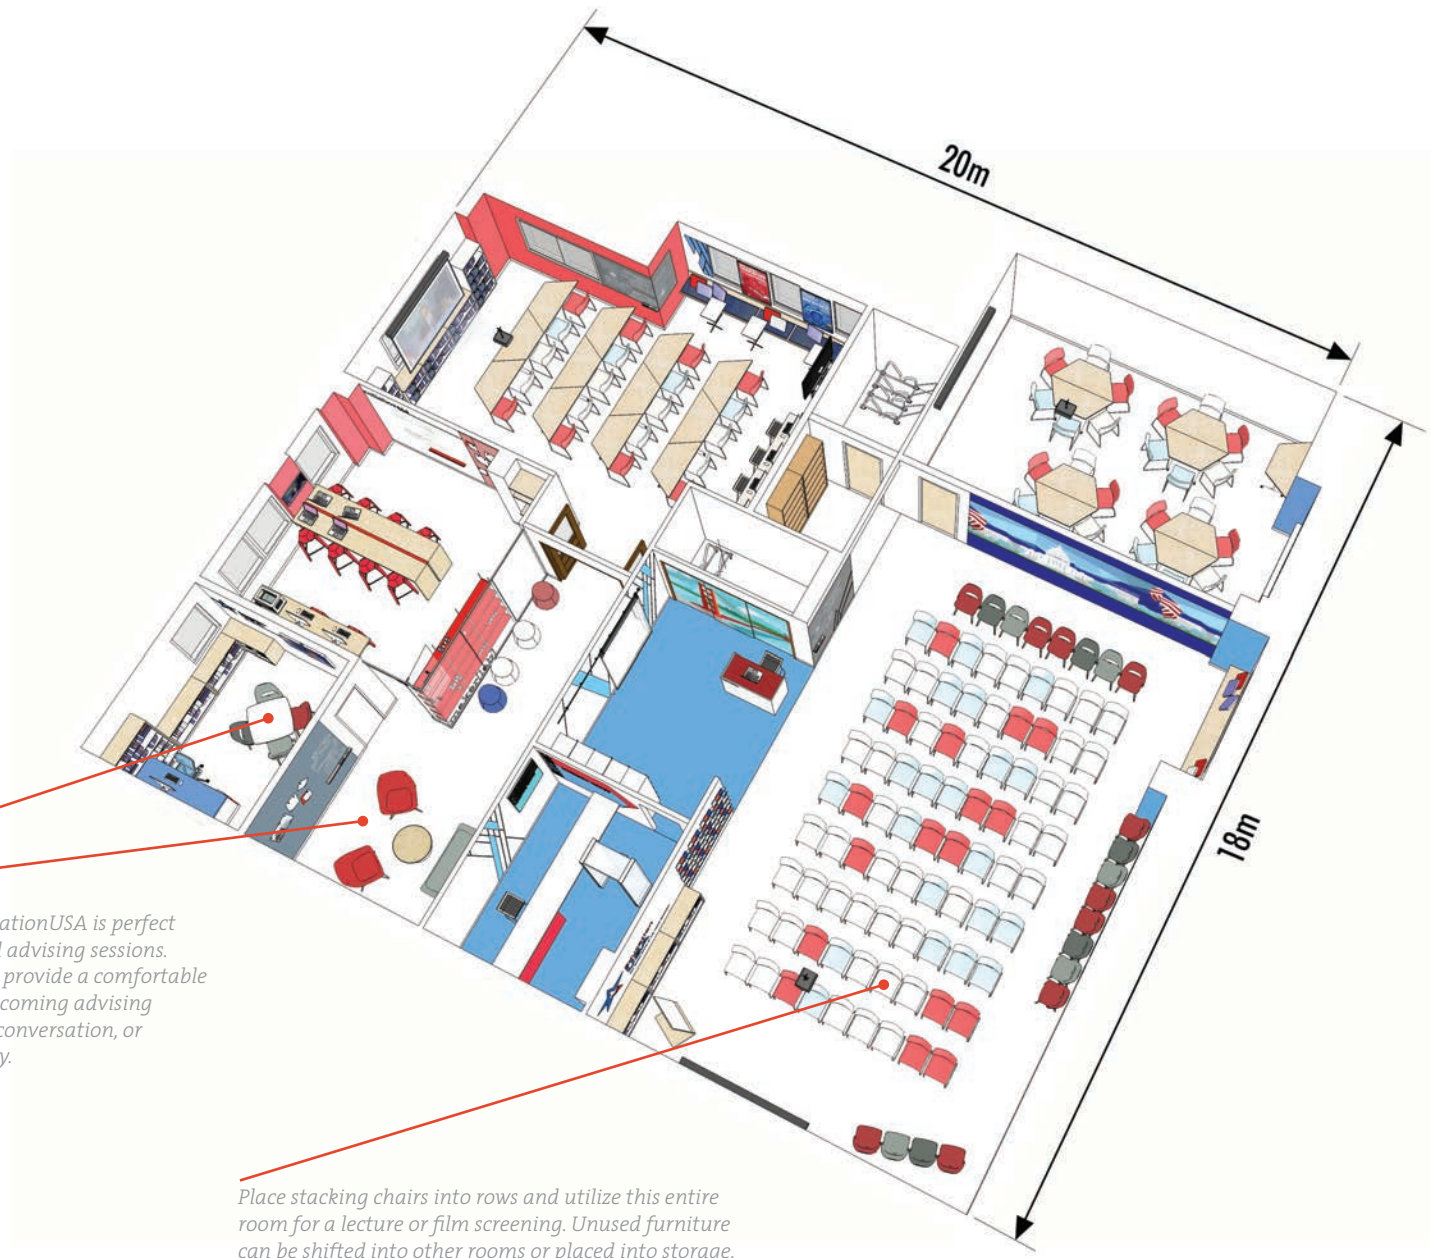 20m
18m
ationUSA is perfect
l advising sessions.
provide a comfortable
coming advising
conversation, or
y.
Place stacking chairs into rows and utilize this entire
room for a lecture or film screening. Unused furniture
can be shifted into other rooms or placed into storage.